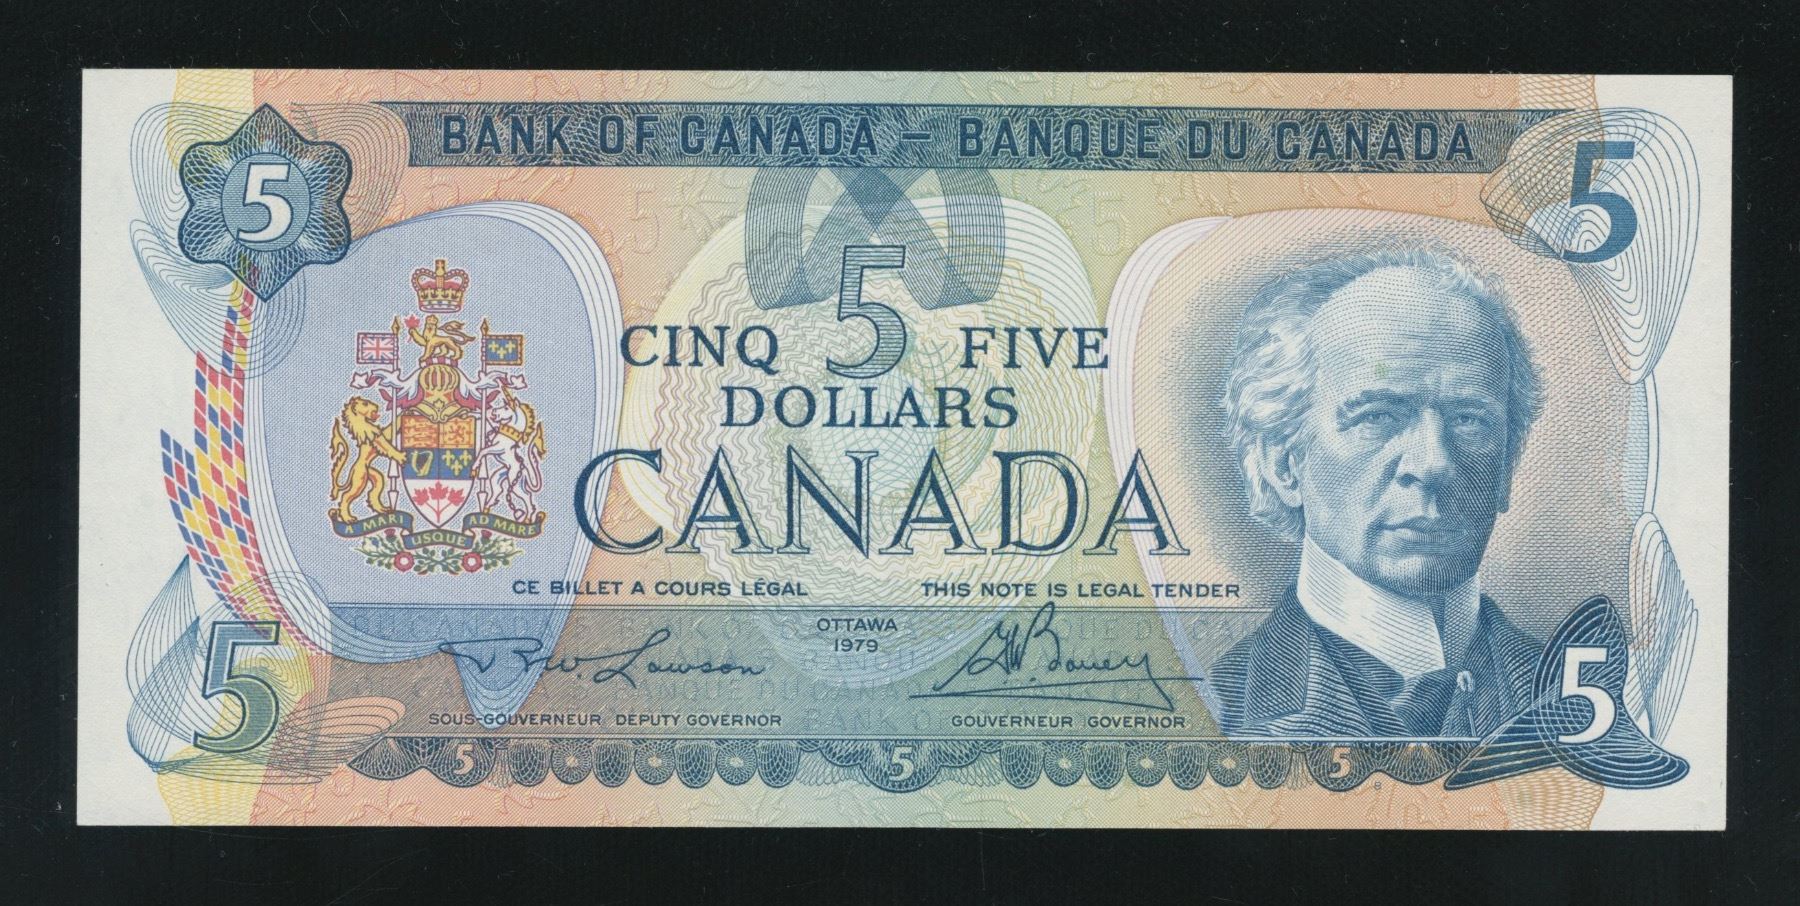 BANK OF CANADA – BANQUE DU CANADA
5
5
5
CINQ FIVE
DOLLARS
CANADA
A MARI USQUE AD MARE
CE BILLET A COURS LÉGAL THIS NOTE IS LEGAL TENDER
OTTAWA
1979
R.W. Lawson
G.K. Bouey
SOUS-GOUVERNEUR DEPUTY GOVERNOR GOUVERNEUR GOVERNOR
5
5
5 5 5